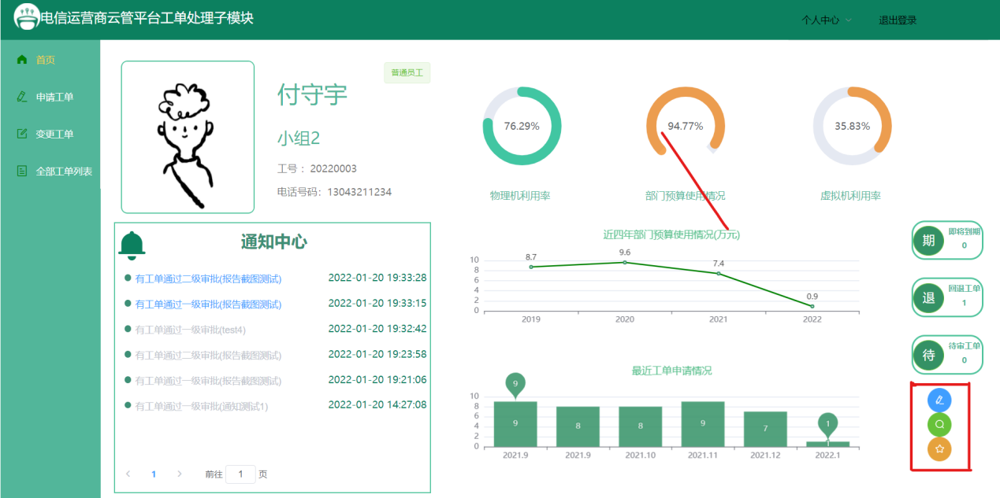 电信运营商云管平台工单处理子模块
个人中心
退出登录
首页
申请工单
变更工单
全部工单列表
普通员工
付守宇
小组2
工号： 20220003
电话号码：13043211234
通知中心
有工单通过二级审批(报告截图测试) 2022-01-20 19:33:28
有工单通过二级审批(报告截图测试) 2022-01-20 19:33:15
有工单通过一级审批(test4) 2022-01-20 19:32:42
有工单通过二级审批(报告截图测试) 2022-01-20 19:23:58
有工单通过一级审批(报告截图测试) 2022-01-20 19:21:06
有工单通过一级审批(通知测试1) 2022-01-20 14:27:08
1
前往 1 页
76.29%
94.77%
35.83%
物理机利用率
部门预算使用情况
虚拟机利用率
近四年部门预算使用情况(万元)
10
8
6
4
2
0
8.7
9.6
7.4
0.9
2019
2020
2021
2022
最近工单申请情况
10
8
6
4
2
0
9
9
8
8
9
7
1
1
2021.9
2021.9
2021.10
2021.11
2021.12
2022.1
期
即将到期
0
退
回退工单
1
待
待审工单
0